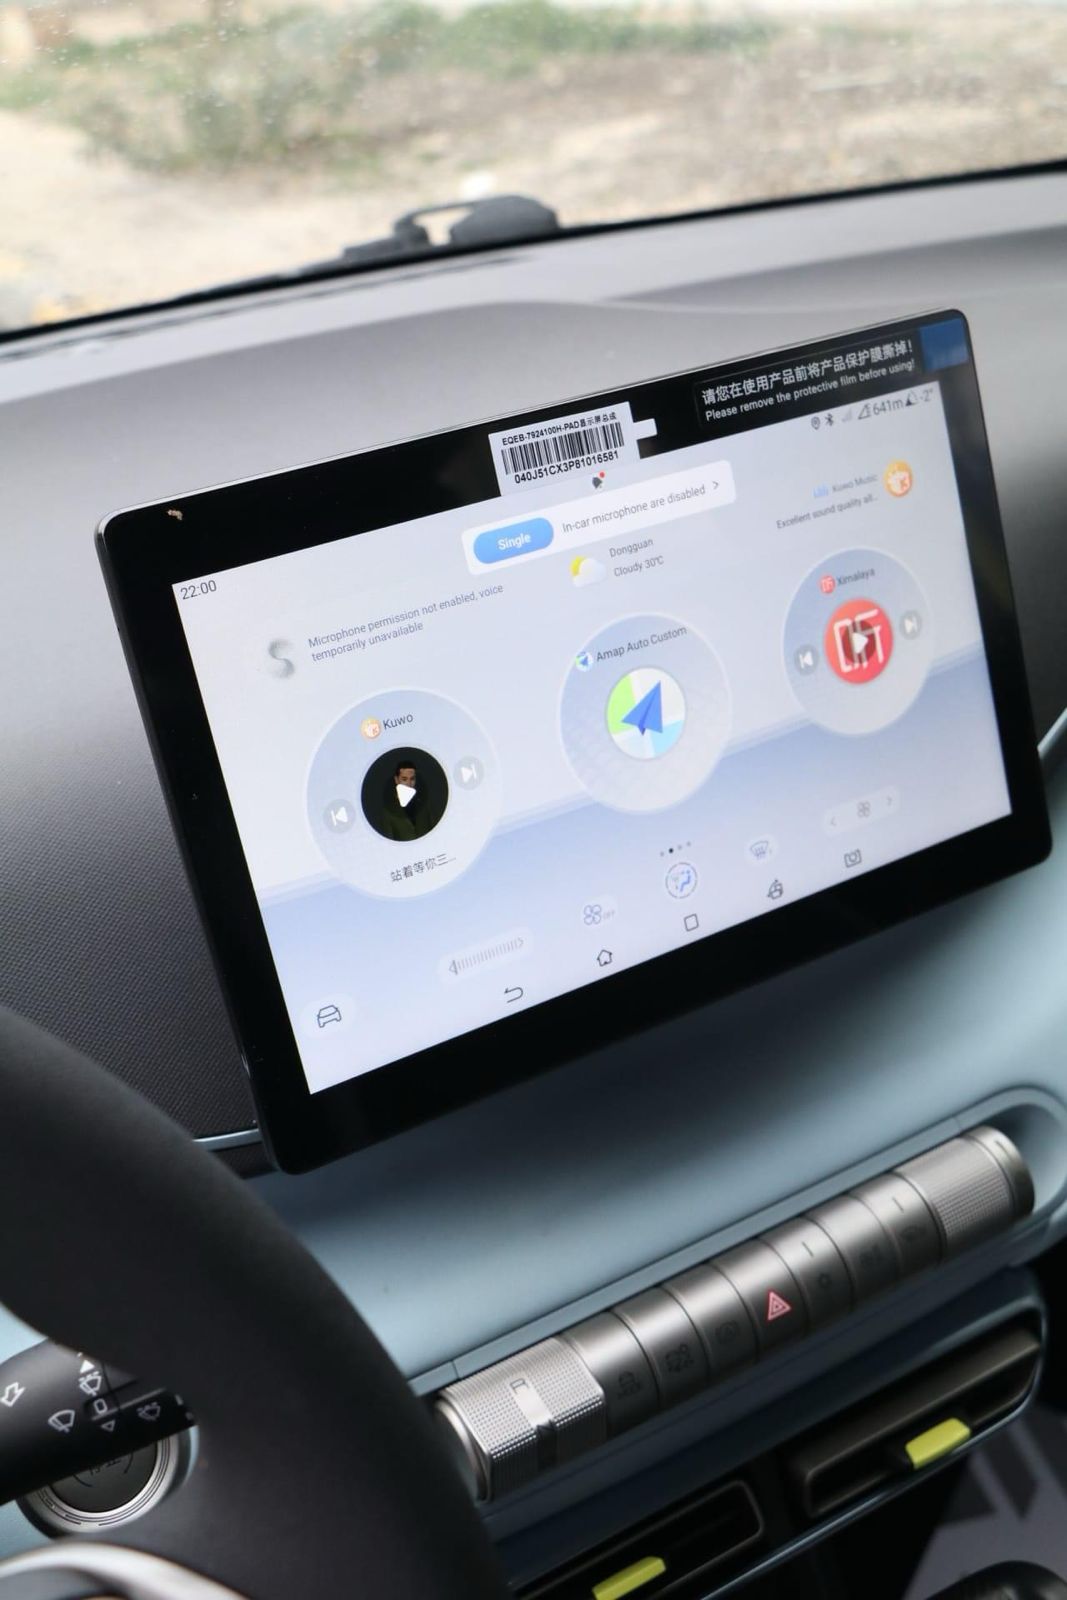 请您在使用产品前将产品保护膜撕掉！
Please remove the protective film before using!
EQEB-7924100H-PAD显示屏总成
040J51CX3P81016581
641m -2°
22:00
Single In-car microphone are disabled >
Kuwo Music
Excellent sound quality all...
Dongguan
Cloudy 30℃
Microphone permission not enabled, voice
temporarily unavailable
Kuwo
站着等你三...
Amap Auto Custom
Ximalaya
OFF